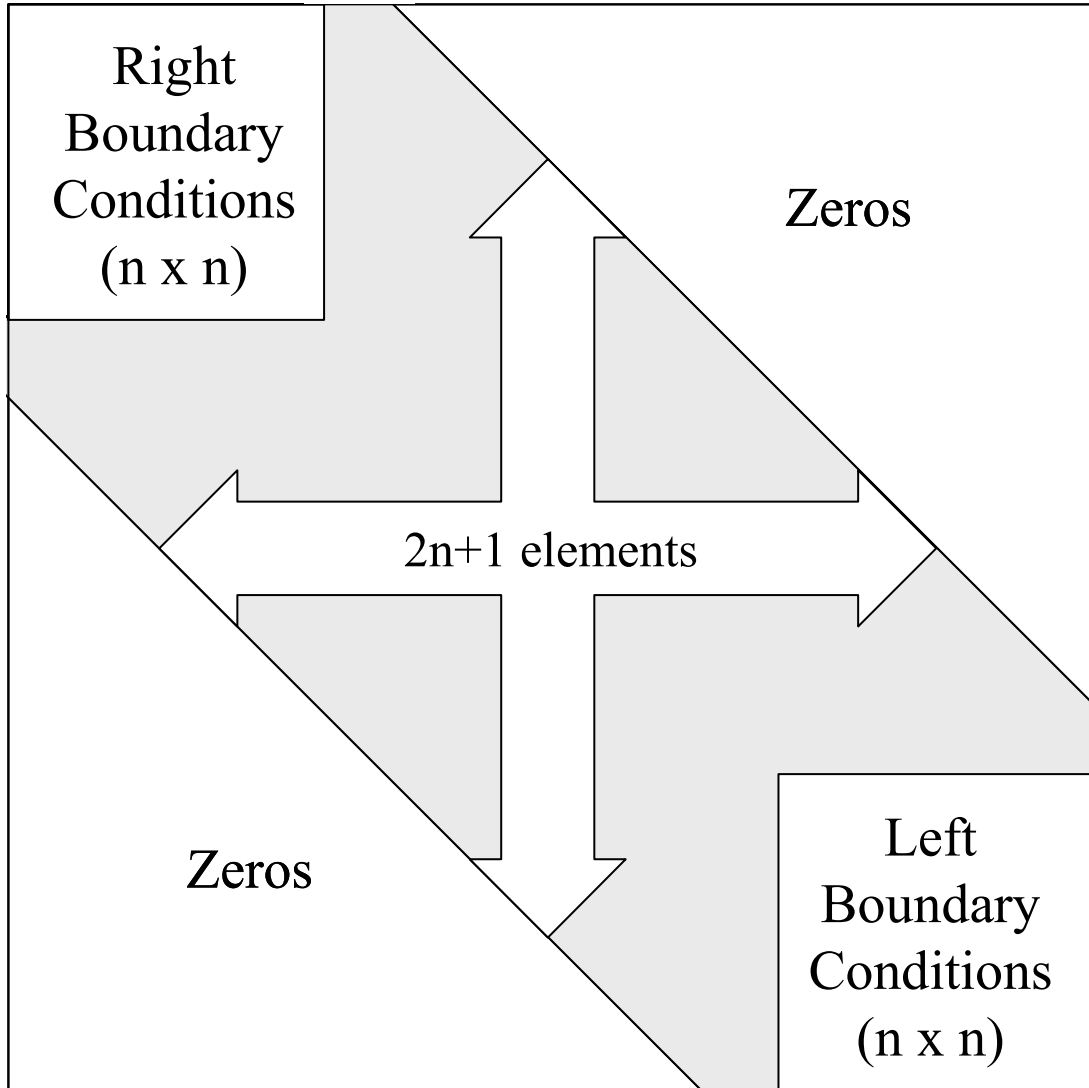 Right
Boundary
Conditions
(n x n)
Zeros
2n+1 elements
Zeros
Left
Boundary
Conditions
(n x n)